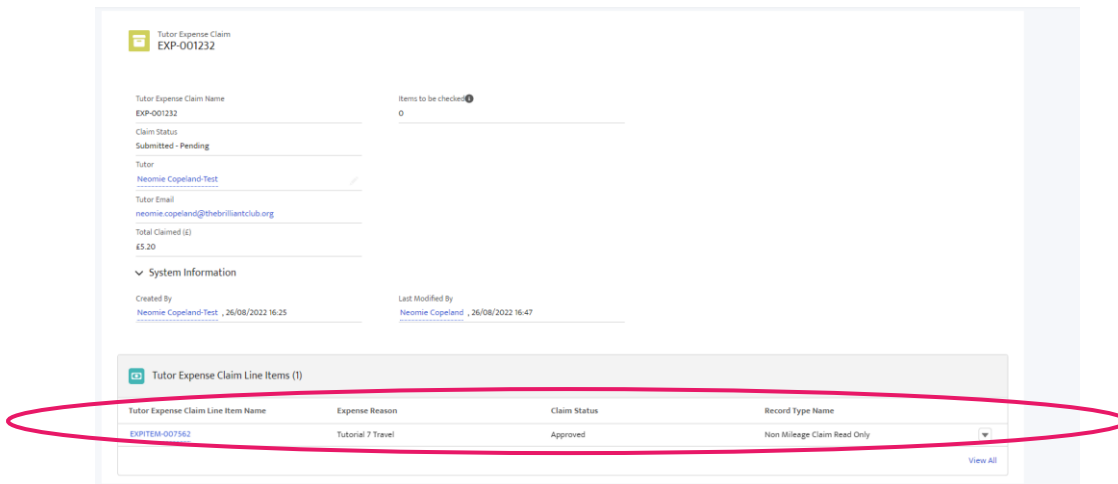 Tutor Expense Claim
EXP-001232
Tutor Expense Claim Name
EXP-001232
Items to be checked
0
Claim Status
Submitted - Pending
Tutor
Neomie Copeland-Test
Tutor Email
neomie.copeland@thebrilliantclub.org
Total Claimed (£)
£5.20
System Information
Created By
Neomie Copeland-Test , 26/08/2022 16:25
Last Modified By
Neomie Copeland , 26/08/2022 16:47
Tutor Expense Claim Line Items (1)
Tutor Expense Claim Line Item Name Expense Reason Claim Status Record Type Name
EXPITEM-007562 Tutorial 7 Travel Approved Non Mileage Claim Read Only
View All